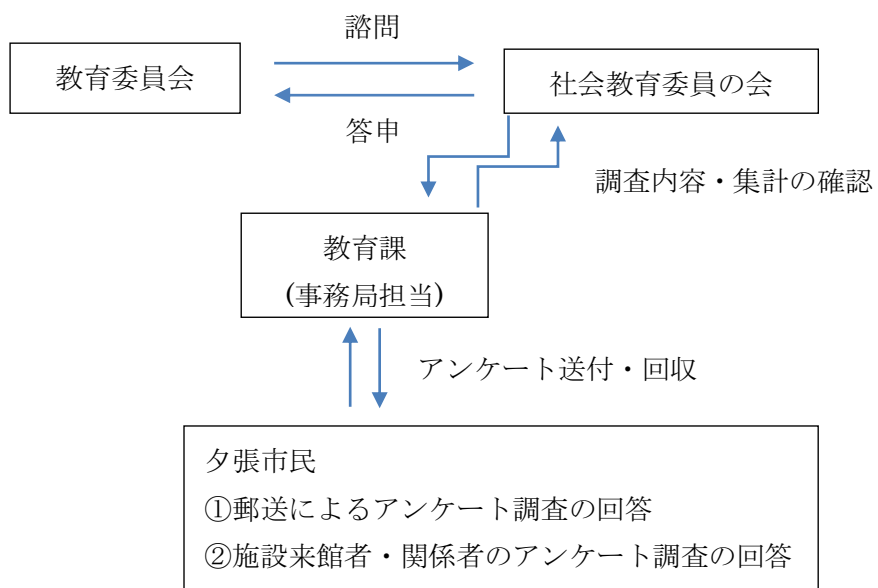 諮問
教育委員会
社会教育委員の会
答申
調査内容・集計の確認
教育課
(事務局担当)
アンケート送付・回収
夕張市民
①郵送によるアンケート調査の回答
②施設来館者・関係者のアンケート調査の回答